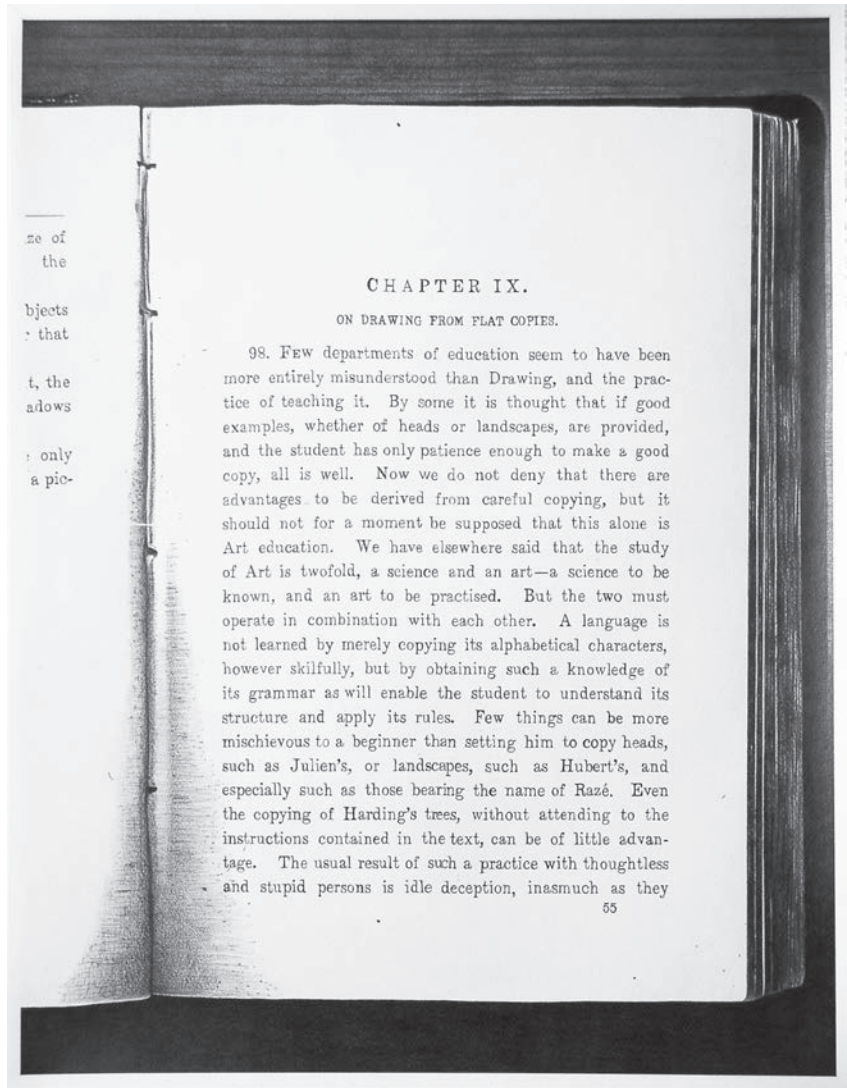 ze of
the
bjects
that
t, the
adows
only
a pic-
CHAPTER IX.
ON DRAWING FROM FLAT COPIES.
98. FEW departments of education seem to have been
more entirely misunderstood than Drawing, and the prac-
tice of teaching it. By some it is thought that if good
examples, whether of heads or landscapes, are provided,
and the student has only patience enough to make a good
copy, all is well. Now we do not deny that there are
advantages to be derived from careful copying, but it
should not for a moment be supposed that this alone is
Art education. We have elsewhere said that the study
of Art is twofold, a science and an art—a science to be
known, and an art to be practised. But the two must
operate in combination with each other. A language is
not learned by merely copying its alphabetical characters,
however skilfully, but by obtaining such a knowledge of
its grammar as will enable the student to understand its
structure and apply its rules. Few things can be more
mischievous to a beginner than setting him to copy heads,
such as Julien's, or landscapes, such as Hubert's, and
especially such as those bearing the name of Razé. Even
the copying of Harding's trees, without attending to the
instructions contained in the text, can be of little advan-
tage. The usual result of such a practice with thoughtless
and stupid persons is idle deception, inasmuch as they
55